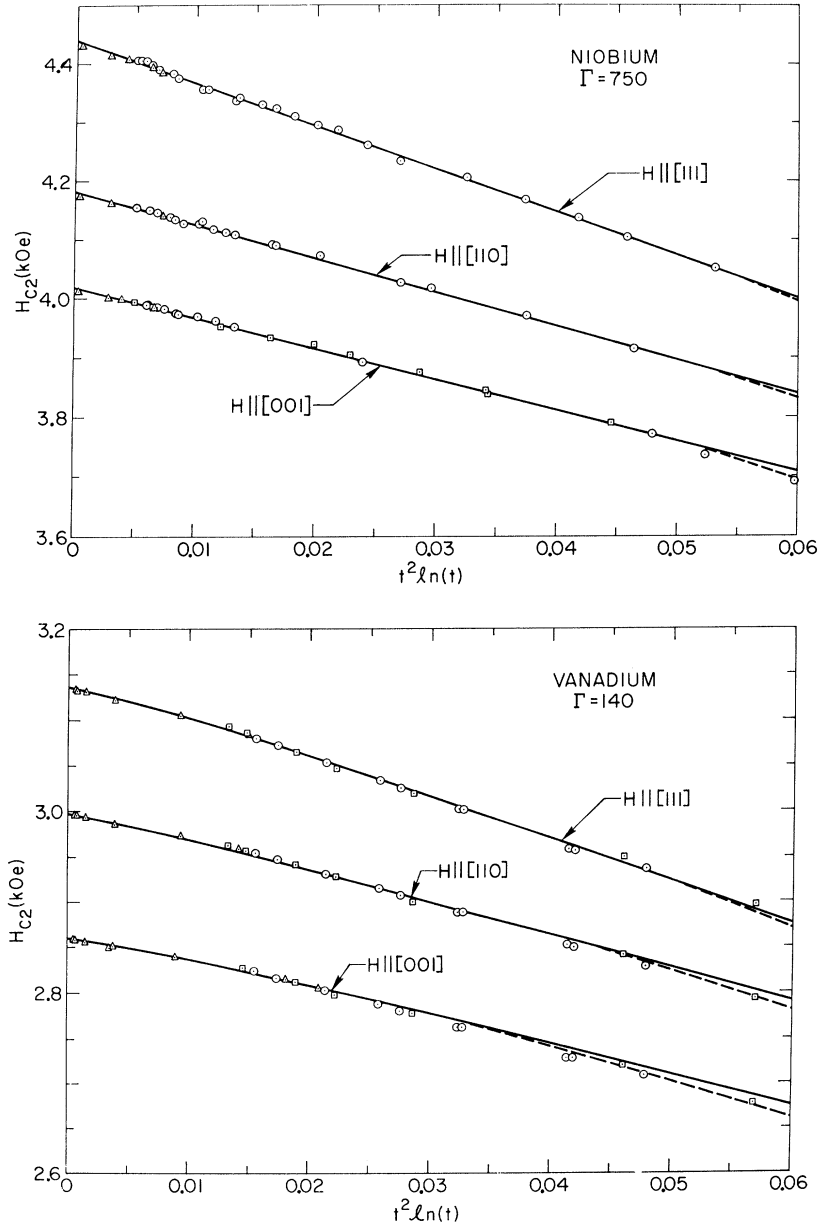 4.4
4.2
4.0
3.8
3.6
H_C2 (kOe)
NIOBIUM
Γ = 750
H||[111]
H||[110]
H||[001]
0 0.01 0.02 0.03 0.04 0.05 0.06
t²ℓn(t)
3.2
3.0
2.8
2.6
H_C2 (kOe)
VANADIUM
Γ = 140
H||[111]
H||[110]
H||[001]
0 0.01 0.02 0.03 0.04 0.05 0.06
t²ℓn(t)